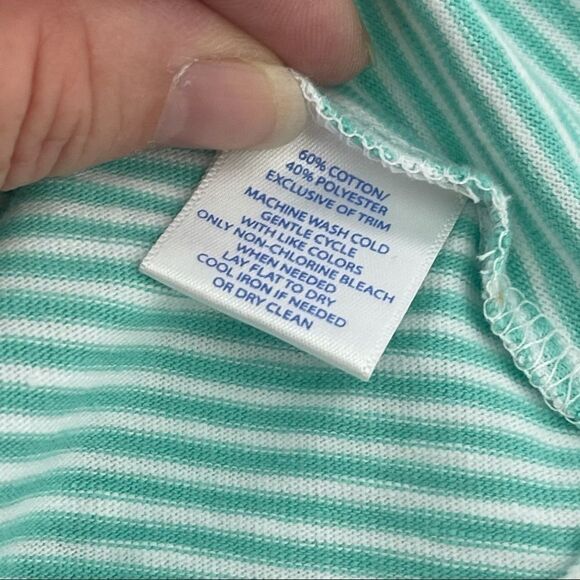 60% COTTON/
40% POLYESTER
EXCLUSIVE OF TRIM
MACHINE WASH COLD
GENTLE CYCLE
WITH LIKE COLORS
ONLY NON-CHLORINE BLEACH
WHEN NEEDED
LAY FLAT TO DRY
COOL IRON IF NEEDED
OR DRY CLEAN